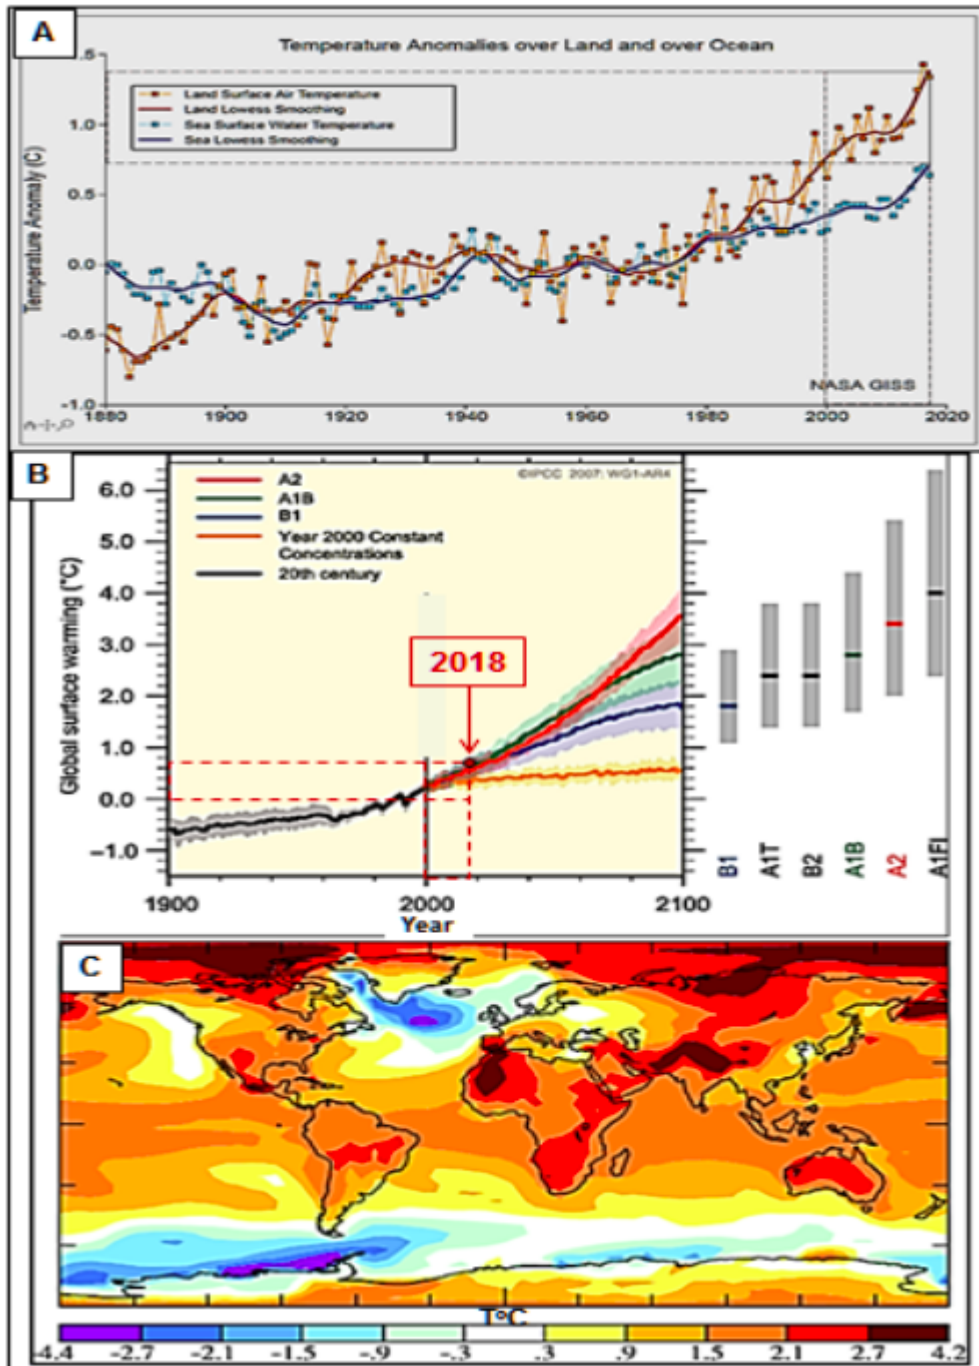 A
Temperature Anomalies over Land and over Ocean
.5
Land Surface Air Temperature
Land Lowess Smoothing
Sea Surface Water Temperature
Sea Lowess Smoothing
1.0
0.5
0.0
-0.5
-1.0
Temperature Anomaly (C)
NASA GISS
1880 1900 1920 1940 1960 1980 2000 2020
B
©IPCC 2007: WG1-AR4
A2
A1B
B1
Year 2000 Constant
Concentrations
20th century
6.0
5.0
4.0
3.0
2.0
1.0
0.0
-1.0
Global surface warming (°C)
2018
1900 2000 2100
Year
B1 A1T B2 A1B A2 A1FI
C
T°C
-4.4 -2.7 -2.1 -1.5 -.9 -.3 .3 .9 1.5 2.1 2.7 4.2